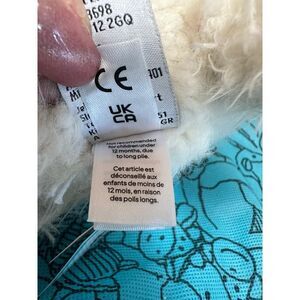 3698
12 2GQ
CE
UK
CA
Not recommended
for children under
12 months, due
to long pile.
Cet article est
déconseillé aux
enfants de moins de
12 mois, en raison
des poils longs.